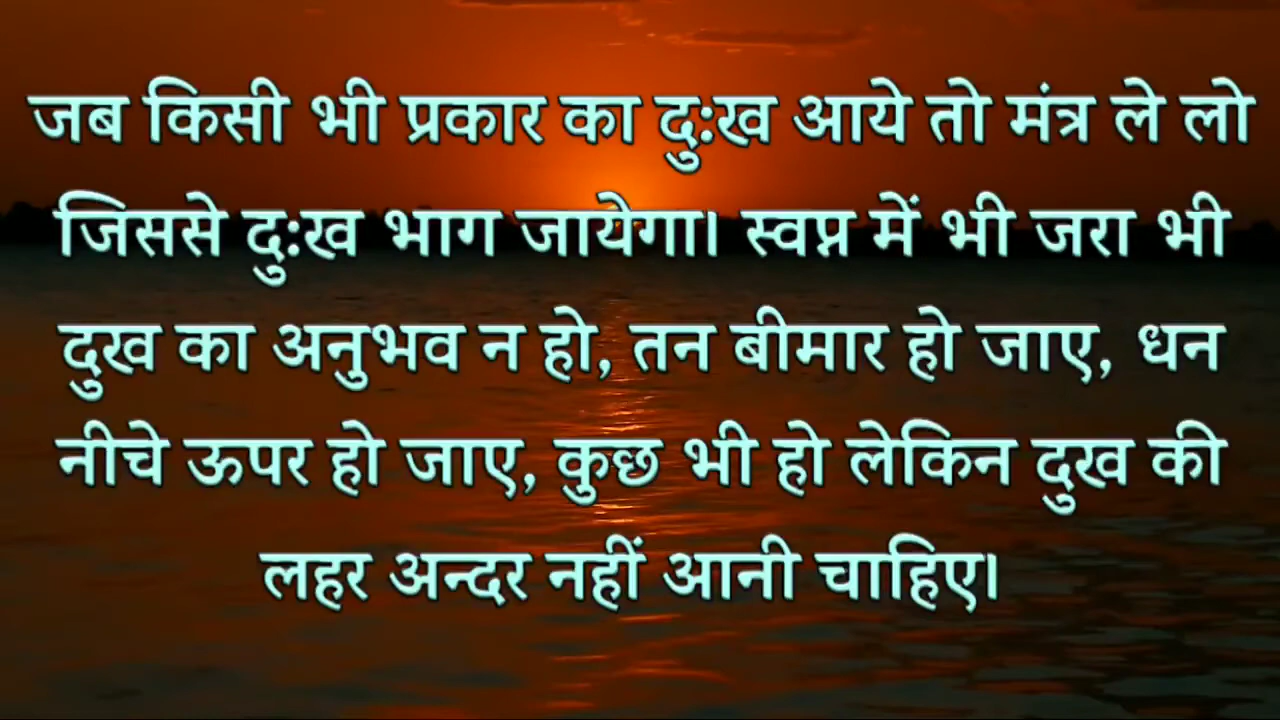 जब किसी भी प्रकार का दु:ख आये तो मंत्र ले लो
जिससे दु:ख भाग जायेगा। स्वप्न में भी जरा भी
दुख का अनुभव न हो, तन बीमार हो जाए, धन
नीचे ऊपर हो जाए, कुछ भी हो लेकिन दुख की
लहर अन्दर नहीं आनी चाहिए।